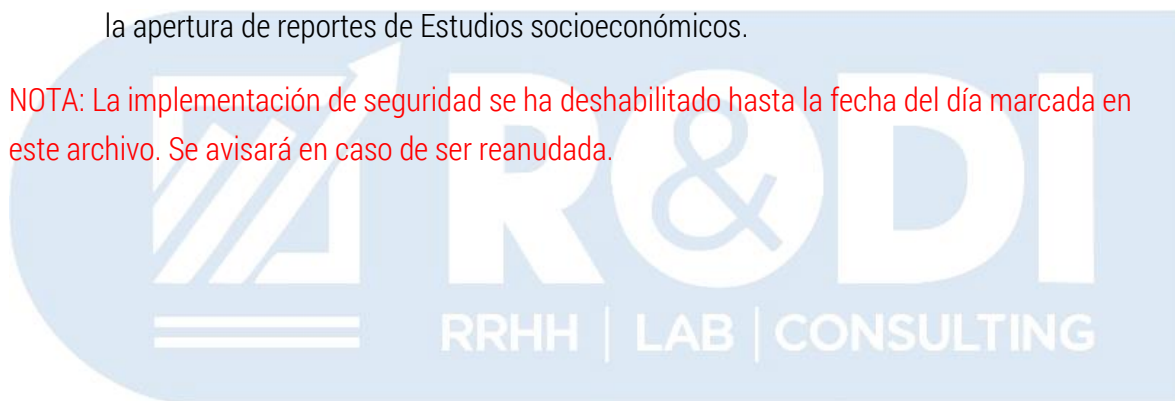 la apertura de reportes de Estudios socioeconómicos.
NOTA: La implementación de seguridad se ha deshabilitado hasta la fecha del día marcada en
este archivo. Se avisará en caso de ser reanudada.
R&DI
RRHH | LAB | CONSULTING